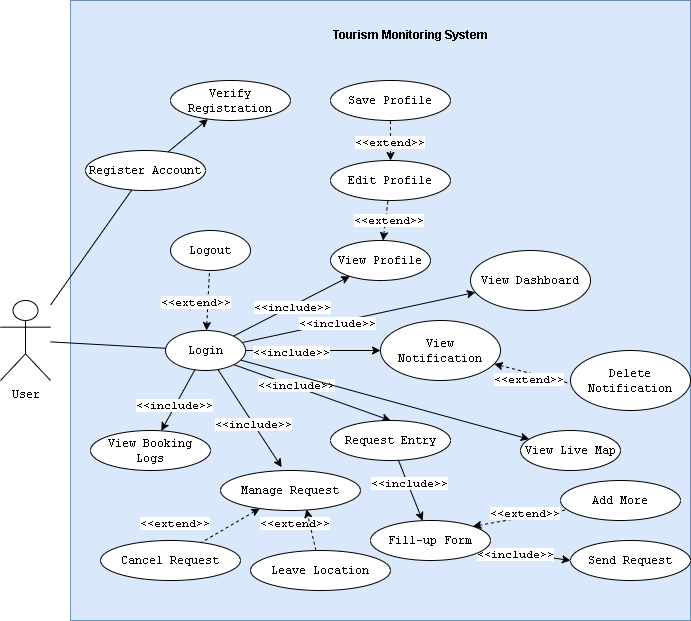 Tourism Monitoring System
Verify
Registration
Save Profile
<<extend>>
Register Account
Edit Profile
<<extend>>
Logout
View Profile
View Dashboard
<<extend>>
<<include>>
<<include>>
User
Login
<<include>>
View
Notification
<<extend>>
Delete
Notification
<<include>>
<<include>>
<<include>>
View Booking
Logs
Request Entry
View Live Map
Manage Request
<<include>>
Add More
<<extend>>
<<extend>>
<<extend>>
Cancel Request
Leave Location
Fill-up Form
<<include>>
Send Request